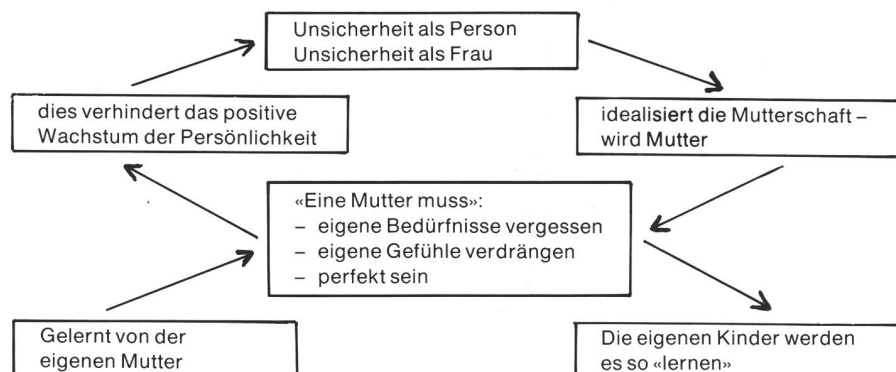 Unsicherheit als Person
Unsicherheit als Frau
dies verhindert das positive
Wachstum der Persönlichkeit
idealisiert die Mutterschaft –
wird Mutter
«Eine Mutter muss»:
– eigene Bedürfnisse vergessen
– eigene Gefühle verdrängen
– perfekt sein
Gelernt von der
eigenen Mutter
Die eigenen Kinder werden
es so «lernen»